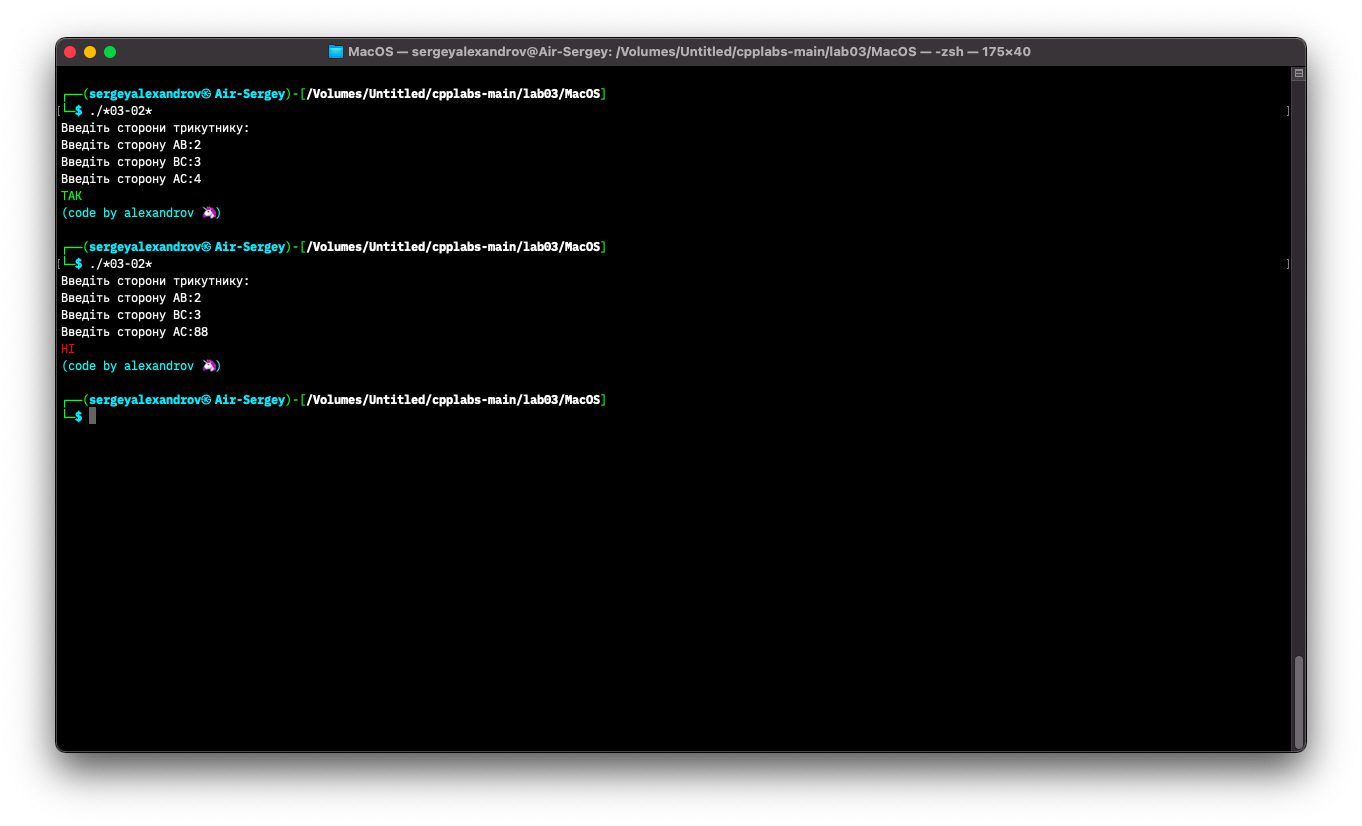 MacOS — sergeyalexandrov@Air-Sergey: /Volumes/Untitled/cpplabs-main/lab03/MacOS — -zsh — 175×40
┌──(sergeyalexandrov㉿Air-Sergey)-[/Volumes/Untitled/cpplabs-main/lab03/MacOS]
[└─$ ./*03-02* ]
Введіть сторони трикутнику:
Введіть сторону AB:2
Введіть сторону BC:3
Введіть сторону AC:4
ТАК
(code by alexandrov 🦄)
┌──(sergeyalexandrov㉿Air-Sergey)-[/Volumes/Untitled/cpplabs-main/lab03/MacOS]
[└─$ ./*03-02* ]
Введіть сторони трикутнику:
Введіть сторону AB:2
Введіть сторону BC:3
Введіть сторону AC:88
НІ
(code by alexandrov 🦄)
┌──(sergeyalexandrov㉿Air-Sergey)-[/Volumes/Untitled/cpplabs-main/lab03/MacOS]
└─$